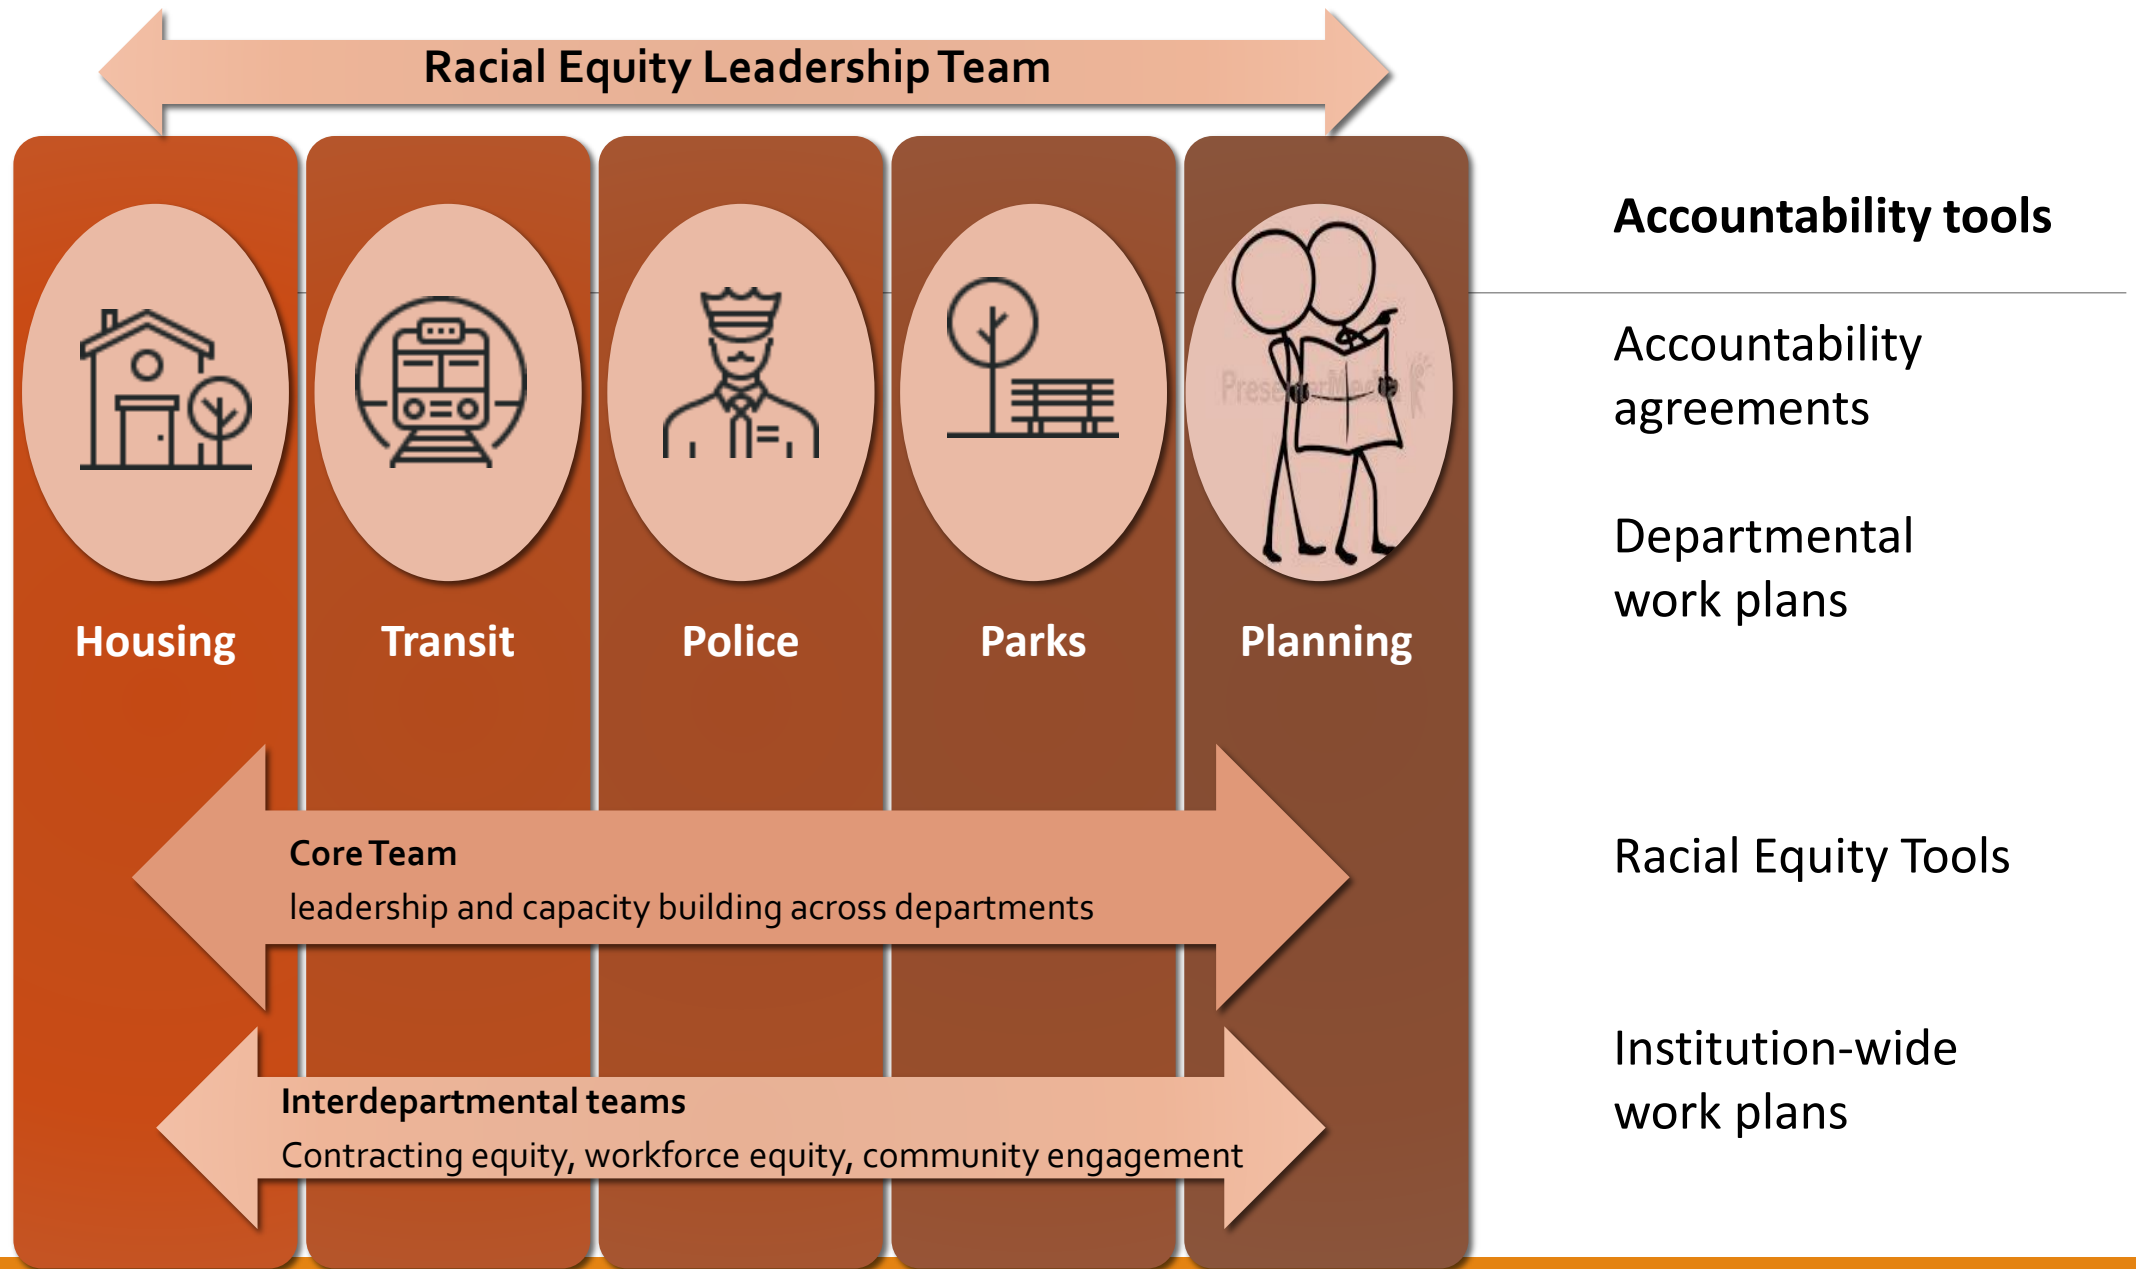 Racial Equity Leadership Team
Housing
Transit
Police
Parks
Planning
PresenterMedia
Core Team
leadership and capacity building across departments
Interdepartmental teams
Contracting equity, workforce equity, community engagement
Accountability tools
Accountability
agreements
Departmental
work plans
Racial Equity Tools
Institution-wide
work plans